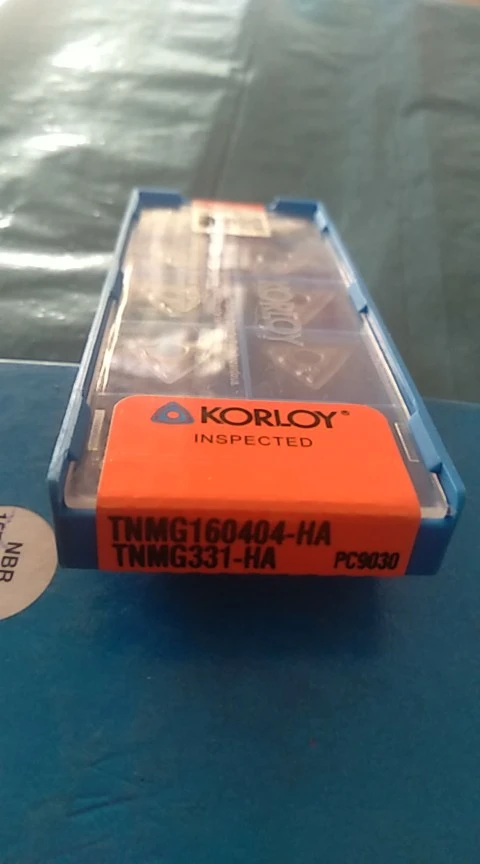 KORLOY
KORLOY®
INSPECTED
TNMG160404-HA
TNMG331-HA PC9030
NBR